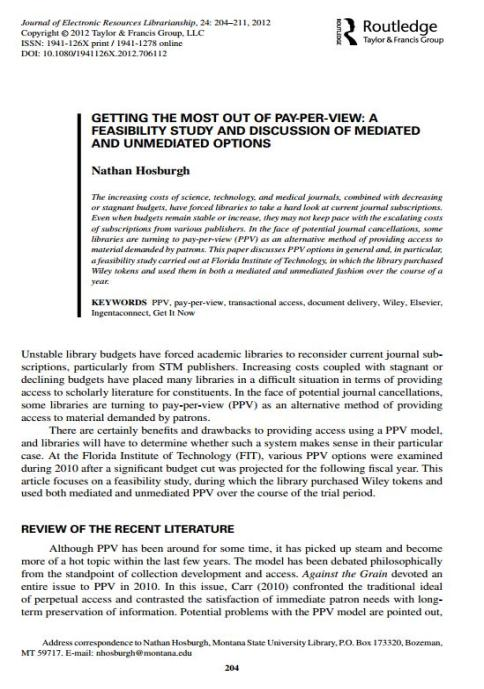 Journal of Electronic Resources Librarianship, 24: 204–211, 2012
Copyright © 2012 Taylor & Francis Group, LLC
ISSN: 1941-126X print / 1941-1278 online
DOI: 10.1080/1941126X.2012.706112
ROUTLEDGE
Routledge
Taylor & Francis Group
GETTING THE MOST OUT OF PAY-PER-VIEW: A
FEASIBILITY STUDY AND DISCUSSION OF MEDIATED
AND UNMEDIATED OPTIONS
Nathan Hosburgh
The increasing costs of science, technology, and medical journals, combined with decreasing
or stagnant budgets, have forced libraries to take a hard look at current journal subscriptions.
Even when budgets remain stable or increase, they may not keep pace with the escalating costs
of subscriptions from various publishers. In the face of potential journal cancellations, some
libraries are turning to pay-per-view (PPV) as an alternative method of providing access to
material demanded by patrons. This paper discusses PPV options in general and, in particular,
a feasibility study carried out at Florida Institute of Technology, in which the library purchased
Wiley tokens and used them in both a mediated and unmediated fashion over the course of a
year.
KEYWORDS PPV, pay-per-view, transactional access, document delivery, Wiley, Elsevier,
Ingentaconnect, Get It Now
Unstable library budgets have forced academic libraries to reconsider current journal sub-
scriptions, particularly from STM publishers. Increasing costs coupled with stagnant or
declining budgets have placed many libraries in a difficult situation in terms of providing
access to scholarly literature for constituents. In the face of potential journal cancellations,
some libraries are turning to pay-per-view (PPV) as an alternative method of providing
access to material demanded by patrons.
There are certainly benefits and drawbacks to providing access using a PPV model,
and libraries will have to determine whether such a system makes sense in their particular
case. At the Florida Institute of Technology (FIT), various PPV options were examined
during 2010 after a significant budget cut was projected for the following fiscal year. This
article focuses on a feasibility study, during which the library purchased Wiley tokens and
used both mediated and unmediated PPV over the course of the trial period.
REVIEW OF THE RECENT LITERATURE
Although PPV has been around for some time, it has picked up steam and become
more of a hot topic within the last few years. The model has been debated philosophically
from the standpoint of collection development and access. Against the Grain devoted an
entire issue to PPV in 2010. In this issue, Carr (2010) confronted the traditional ideal
of perpetual access and contrasted the satisfaction of immediate patron needs with long-
term preservation of information. Potential problems with the PPV model are pointed out,
Address correspondence to Nathan Hosburgh, Montana State University Library, P.O. Box 173320, Bozeman,
MT 59717. E-mail: nhosburgh@montana.edu
204